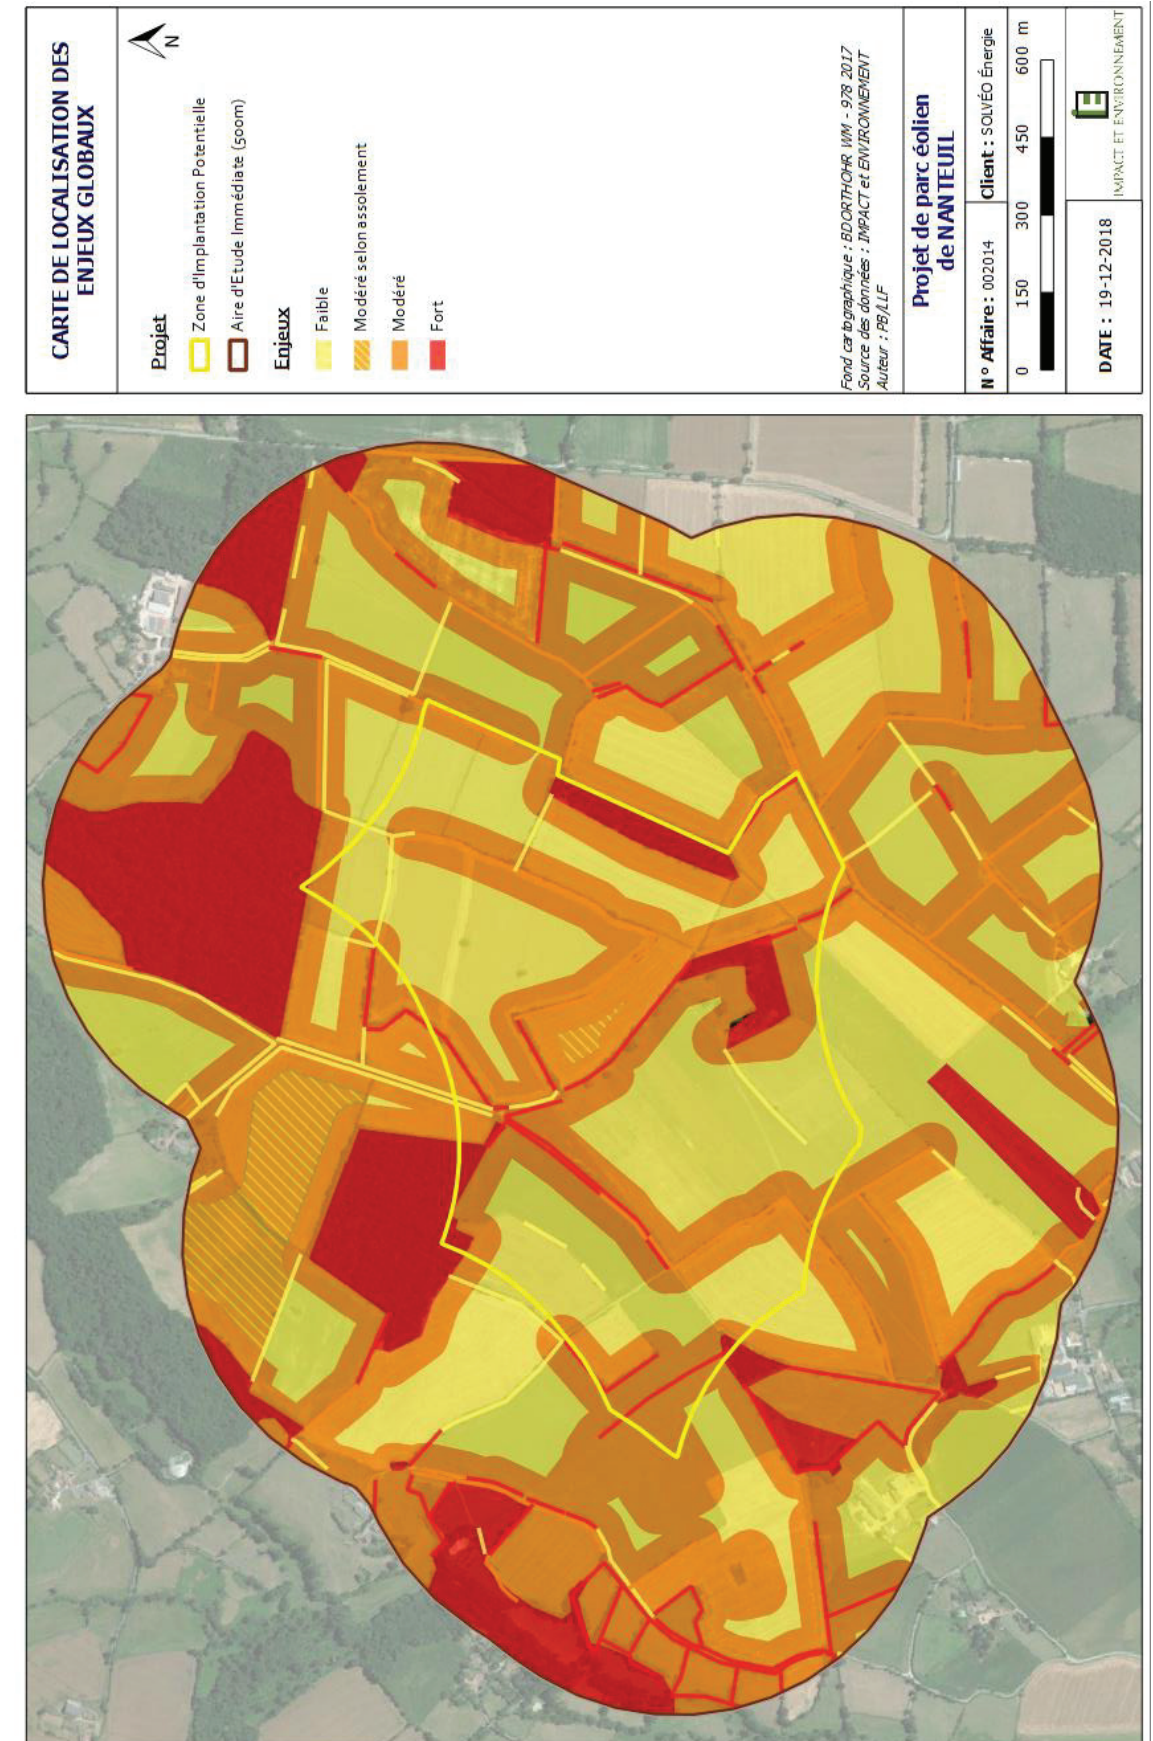 CARTE DE LOCALISATION DES
ENJEUX GLOBAUX
N
Projet
Zone d'Implantation Potentielle
Aire d'Etude Immédiate (500m)
Enjeux
Faible
Modéré selon assolement
Modéré
Fort
Fond cartographique : BDORTHOHR WM - 978 2017
Source des données : IMPACT et ENVIRONNEMENT
Auteur : PB/LLF
Projet de parc éolien
de NANTEUIL
N° Affaire : 002014
Client : SOLVÉO Énergie
0 150 300 450 600 m
DATE : 19-12-2018
IE
IMPACT ET ENVIRONNEMENT